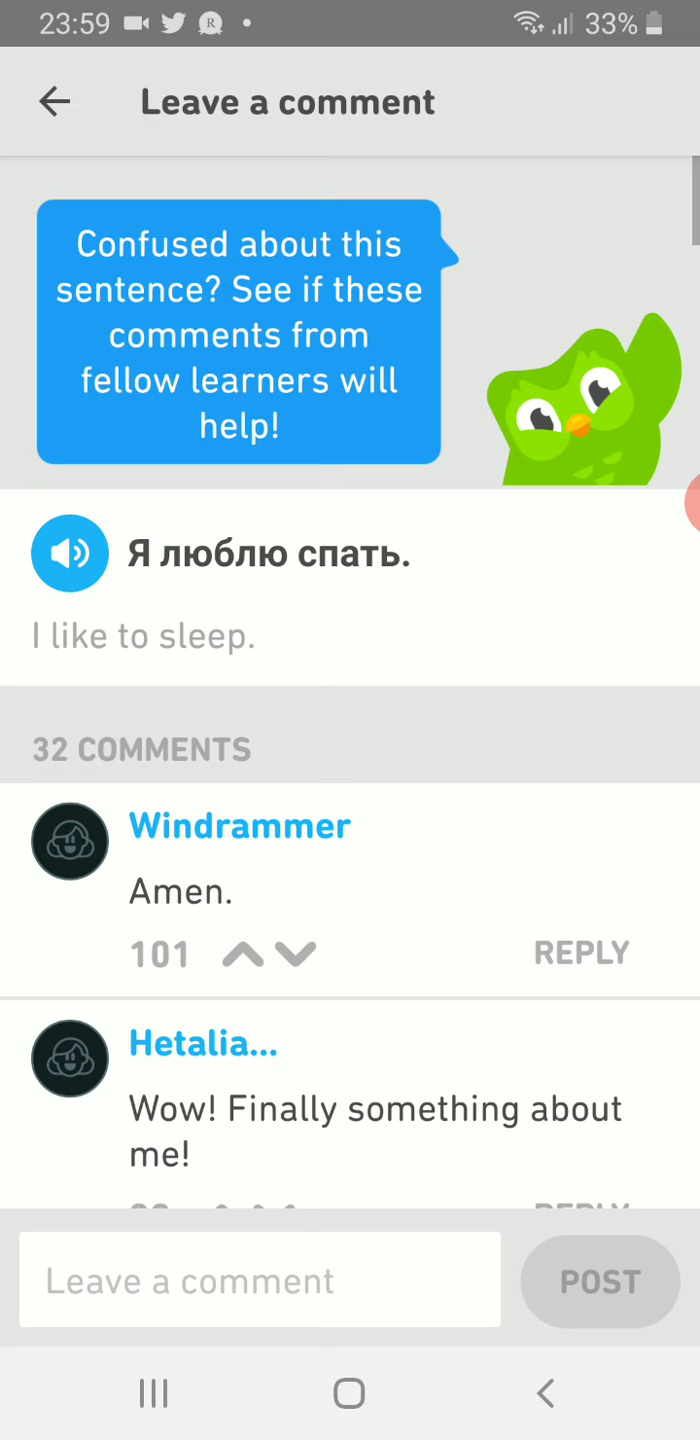 23:59 R 33%
Leave a comment
Confused about this
sentence? See if these
comments from
fellow learners will
help!
Я люблю спать.
I like to sleep.
32 COMMENTS
Windrammer
Amen.
101 REPLY
Hetalia...
Wow! Finally something about
me!
REPLY
Leave a comment POST